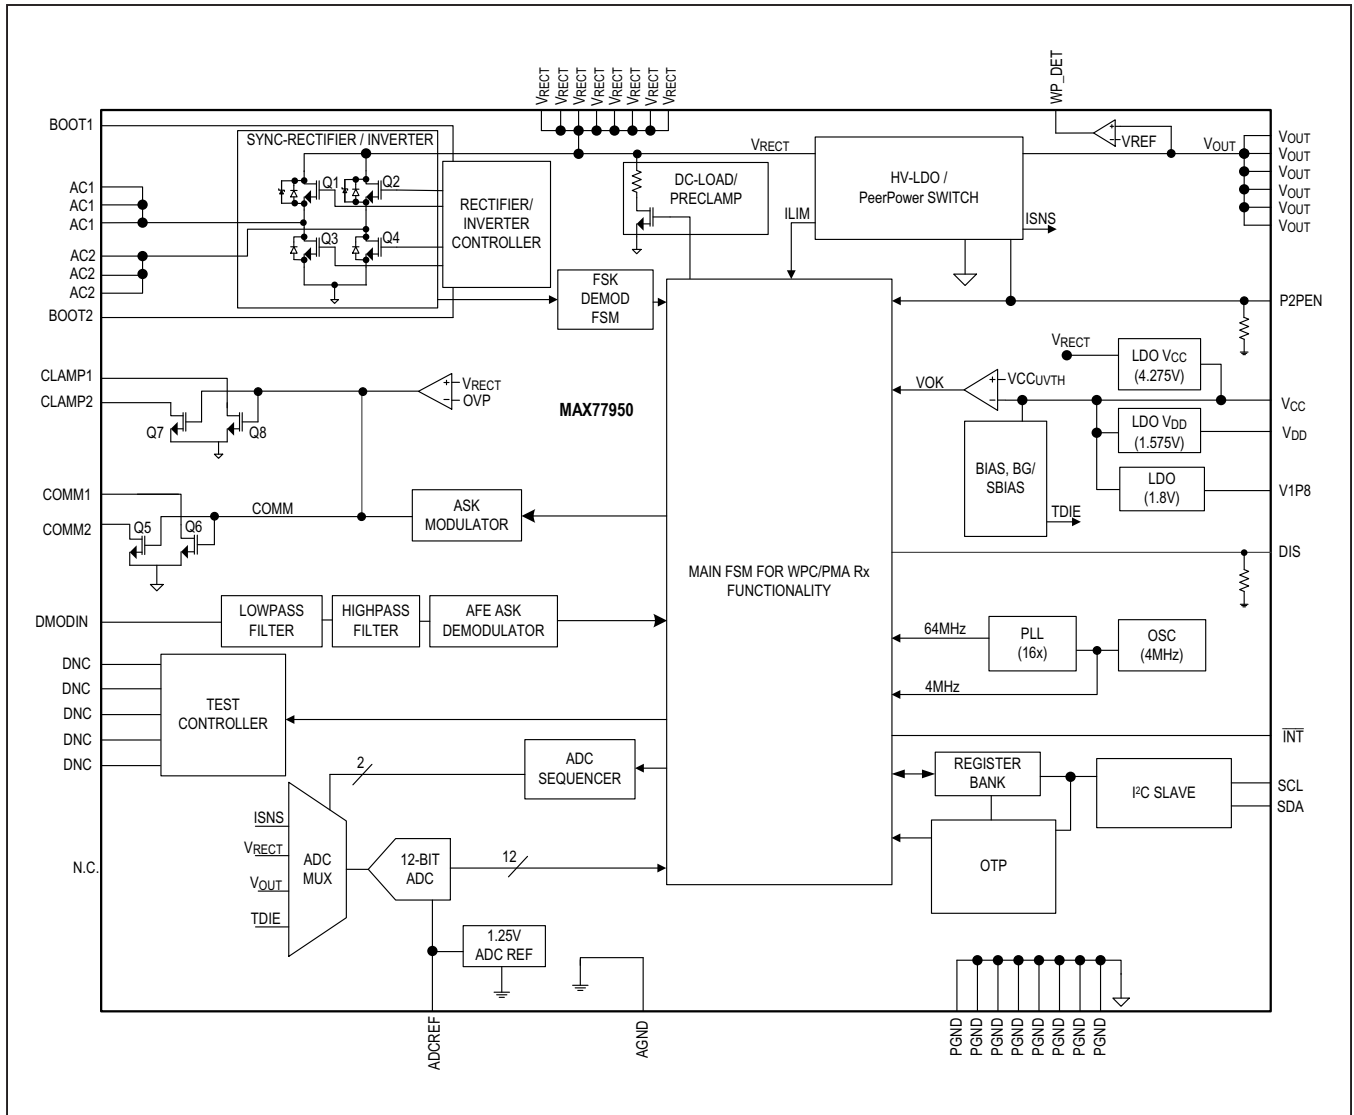 VRECT
VRECT
VRECT
VRECT
VRECT
VRECT
VRECT
VRECT
WP_DET
BOOT1
SYNC-RECTIFIER / INVERTER
VRECT
VREF
VOUT
VOUT
VOUT
VOUT
VOUT
VOUT
VOUT
AC1
AC1
AC1
AC2
AC2
AC2
BOOT2
Q1
Q2
Q3
Q4
RECTIFIER/
INVERTER
CONTROLLER
DC-LOAD/
PRECLAMP
HV-LDO /
PeerPower SWITCH
ILIM
ISNS
FSK
DEMOD
FSM
P2PEN
CLAMP1
CLAMP2
Q7
Q8
VRECT
OVP
MAX77950
VRECT
LDO VCC
(4.275V)
VOK
VCCUVTH
VCC
LDO VDD
(1.575V)
VDD
BIAS, BG/
SBIAS
LDO
(1.8V)
V1P8
TDIE
COMM1
COMM2
Q5
Q6
COMM
ASK
MODULATOR
DIS
MAIN FSM FOR WPC/PMA Rx
FUNCTIONALITY
DMODIN
LOWPASS
FILTER
HIGHPASS
FILTER
AFE ASK
DEMODULATOR
64MHz
PLL
(16x)
OSC
(4MHz)
4MHz
DNC
DNC
DNC
DNC
DNC
TEST
CONTROLLER
INT
2
ADC
SEQUENCER
REGISTER
BANK
I²C SLAVE
SCL
SDA
ISNS
VRECT
VOUT
TDIE
ADC
MUX
12-BIT
ADC
12
OTP
N.C.
1.25V
ADC REF
ADCREF
AGND
PGND
PGND
PGND
PGND
PGND
PGND
PGND
PGND